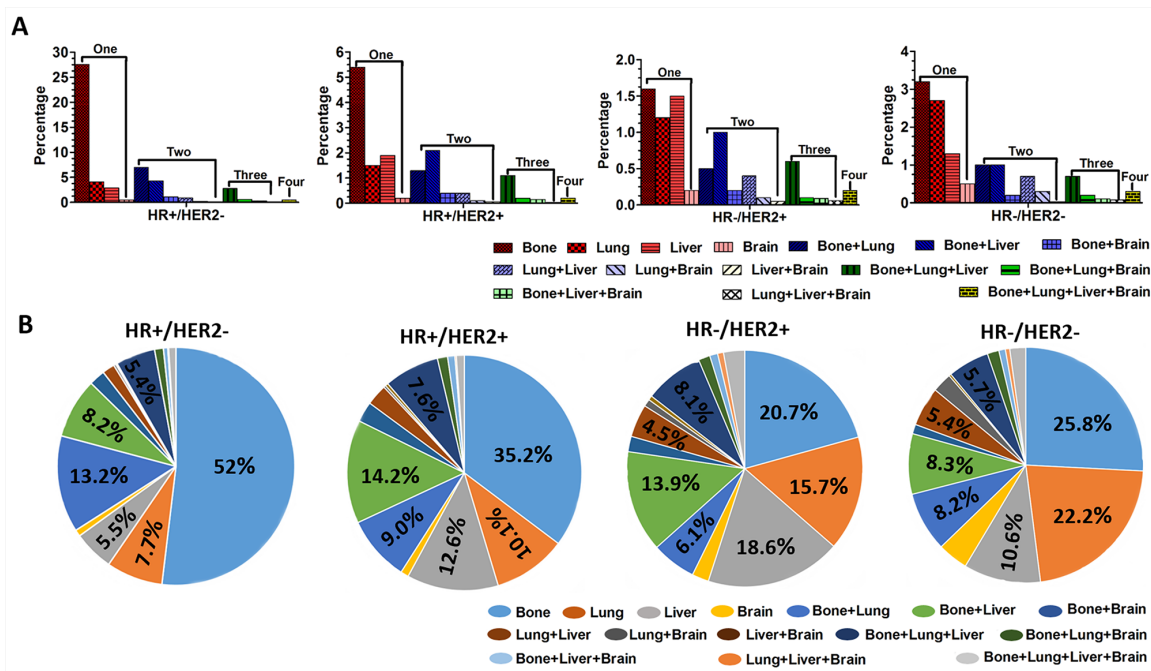 A
One
Two
Three
Four
Percentage
30
25
20
15
10
5
0
HR+/HER2-
One
Two
Three
Four
Percentage
6
5
4
3
2
1
0
HR+/HER2+
One
Two
Three
Four
Percentage
2.0
1.5
1.0
0.5
0.0
HR-/HER2+
One
Two
Three
Four
Percentage
4
3
2
1
0
HR-/HER2-
Bone Lung Liver Brain Bone+Lung Bone+Liver Bone+Brain
Lung+Liver Lung+Brain Liver+Brain Bone+Lung+Liver Bone+Lung+Brain
Bone+Liver+Brain Lung+Liver+Brain Bone+Lung+Liver+Brain
B
HR+/HER2-
52%
7.7%
5.5%
13.2%
8.2%
5.4%
HR+/HER2+
35.2%
10.1%
12.6%
9.0%
14.2%
7.6%
HR-/HER2+
20.7%
15.7%
18.6%
6.1%
13.9%
4.5%
8.1%
HR-/HER2-
25.8%
22.2%
10.6%
8.2%
8.3%
5.4%
5.7%
Bone Lung Liver Brain Bone+Lung Bone+Liver Bone+Brain
Lung+Liver Lung+Brain Liver+Brain Bone+Lung+Liver Bone+Lung+Brain
Bone+Liver+Brain Lung+Liver+Brain Bone+Lung+Liver+Brain